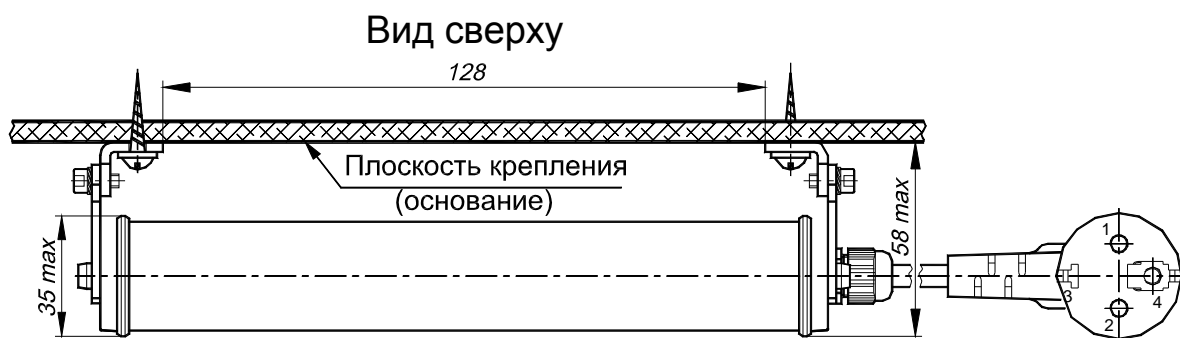 Вид сверху
128
Плоскость крепления
(основание)
35 max
58 max
1
2
3
4